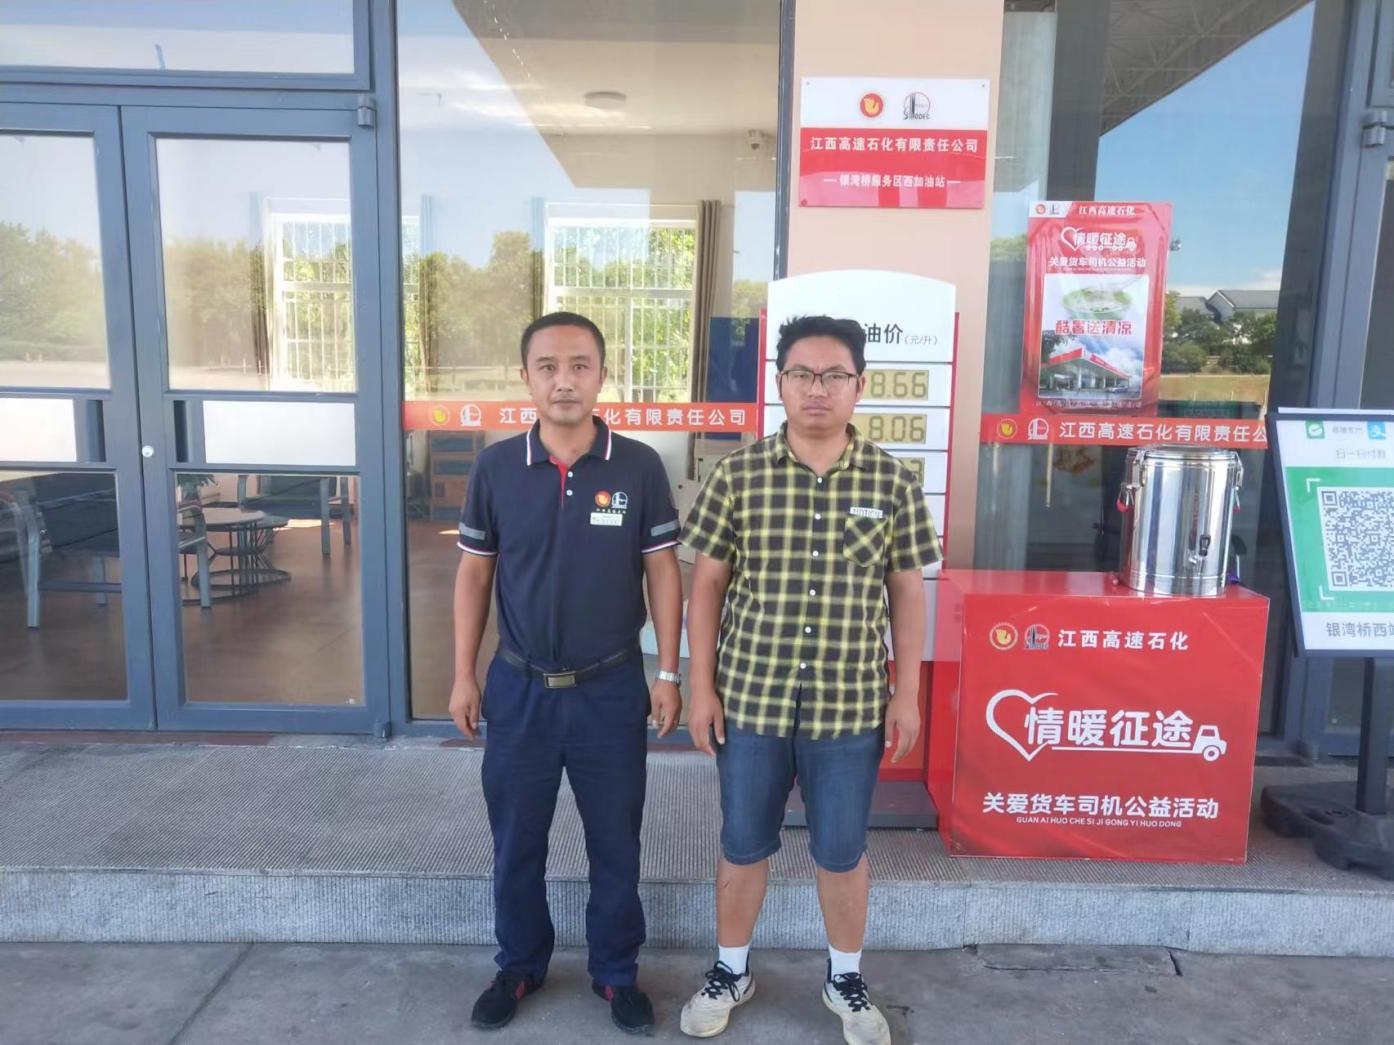 SINOPEC
江西高速石化有限责任公司
银湾桥服务区西加油站
江西高速石化
情暖征途
关爱货车司机公益活动
酷暑送清凉
油价(元/升)
8.66
8.06
江西
石化有限责任公司
江西高速石化有限责任公
扫一扫付款
银湾桥西
江西高速石化
情暖征途
关爱货车司机公益活动
GUAN AI HUO CHE SI JI GONG YI HUO DONG